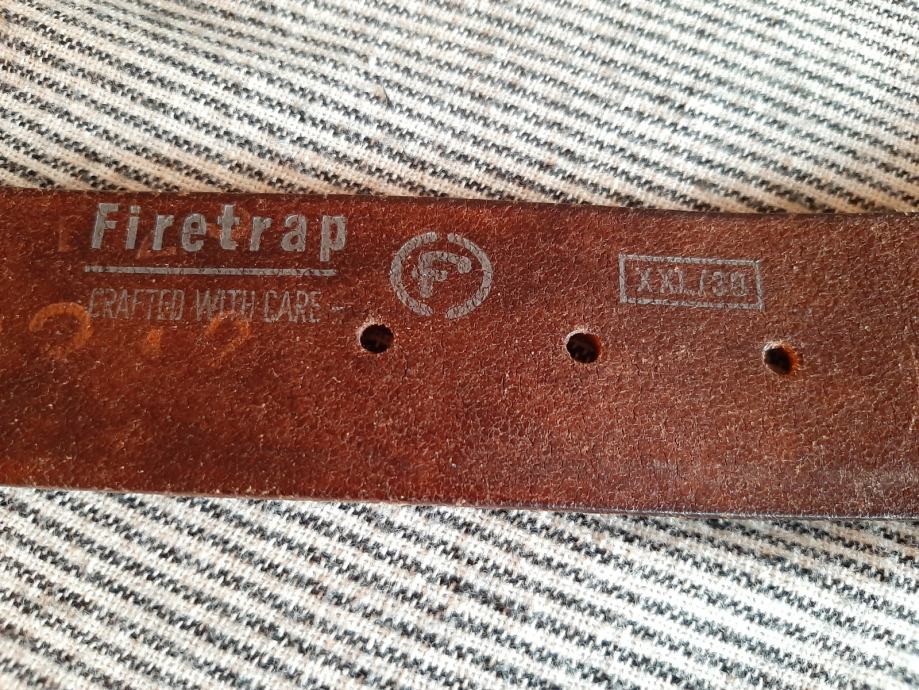 Firetrap
CRAFTED WITH CARE -
F
XXL/38